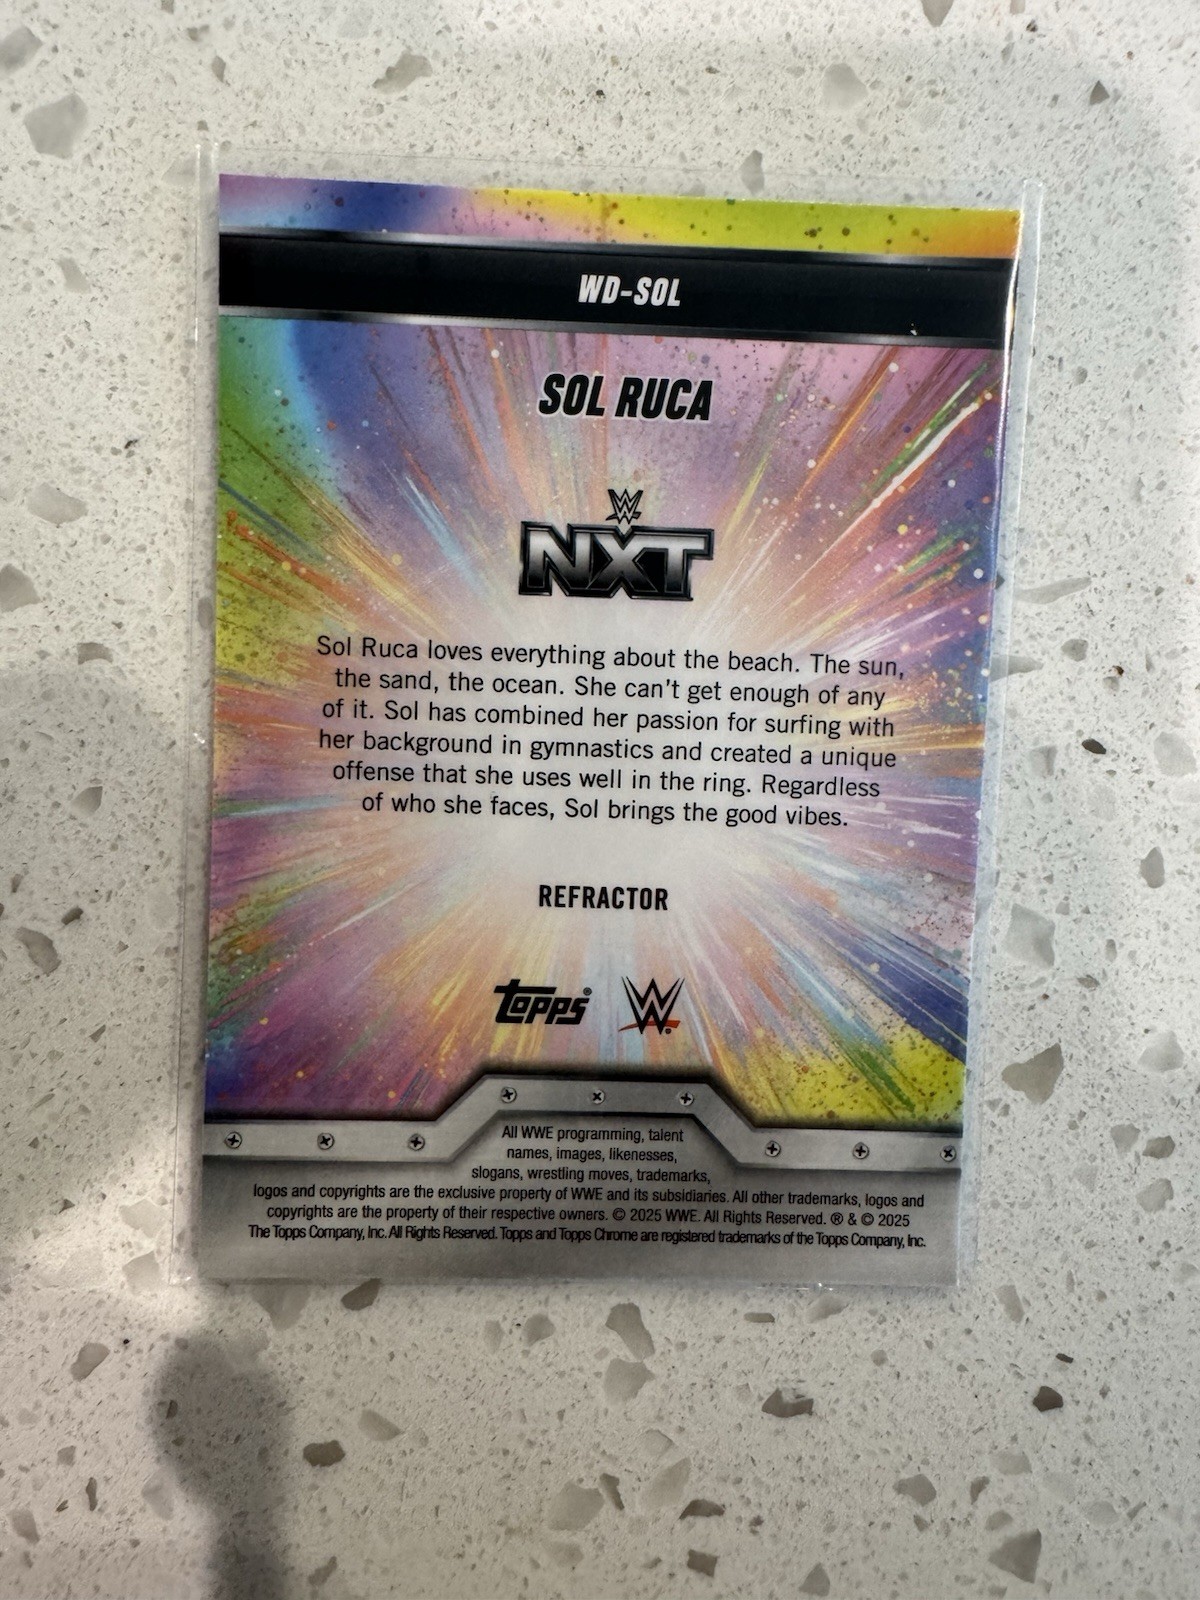 WD-SOL
SOL RUCA
W
NXT
Sol Ruca loves everything about the beach. The sun,
the sand, the ocean. She can't get enough of any
of it. Sol has combined her passion for surfing with
her background in gymnastics and created a unique
offense that she uses well in the ring. Regardless
of who she faces, Sol brings the good vibes.
REFRACTOR
topps® W®
All WWE programming, talent
names, images, likenesses,
slogans, wrestling moves, trademarks,
logos and copyrights are the exclusive property of WWE and its subsidiaries. All other trademarks, logos and
copyrights are the property of their respective owners. © 2025 WWE. All Rights Reserved. ® & © 2025
The Topps Company, Inc. All Rights Reserved. Topps and Topps Chrome are registered trademarks of the Topps Company, Inc.